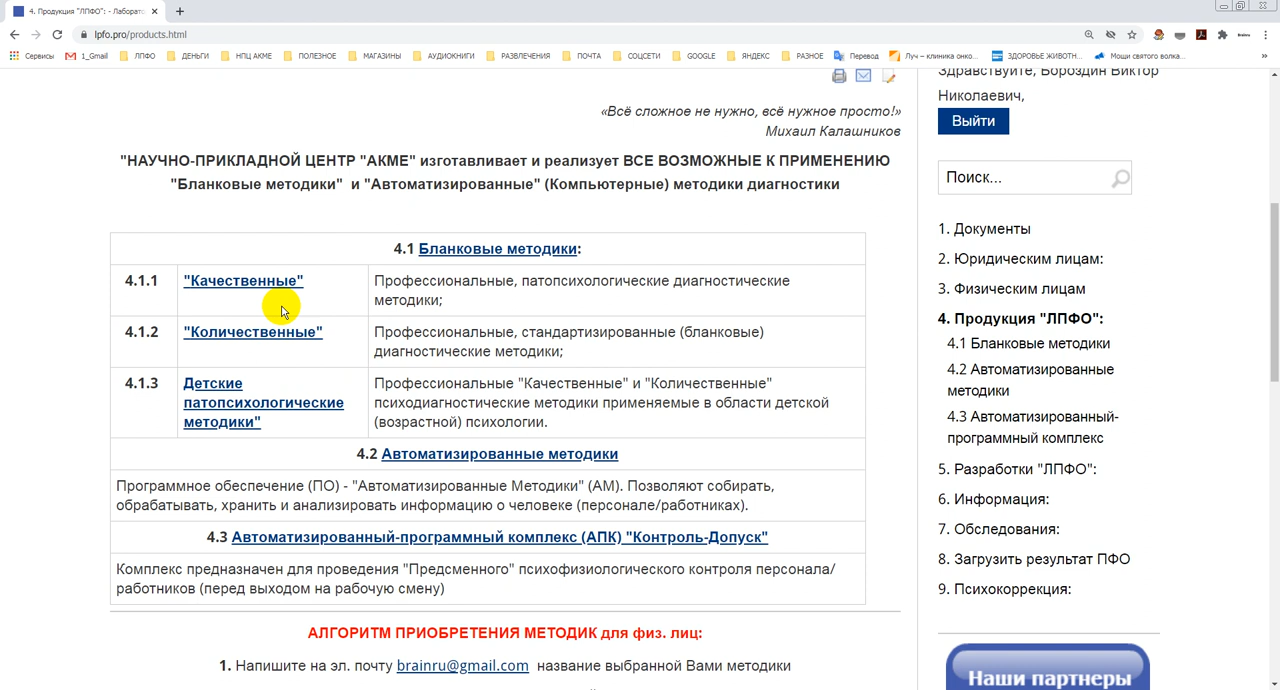 4. Продукция "ЛПФО": - Лаборато
lpfo.pro/products.html
Сервисы 1_Gmail ЛПФО ДЕНЬГИ НПЦ АКМЕ ПОЛЕЗНОЕ МАГАЗИНЫ АУДИОКНИГИ РАЗВЛЕЧЕНИЯ ПОЧТА СОЦСЕТИ GOOGLE ЯНДЕКС РАЗНОЕ Перевод Луч – клиника онко... ЗДОРОВЬЕ ЖИВОТН... Мощи святого волка... »
«Всё сложное не нужно, всё нужное просто!»
Михаил Калашников
"НАУЧНО-ПРИКЛАДНОЙ ЦЕНТР "АКМЕ" изготавливает и реализует ВСЕ ВОЗМОЖНЫЕ К ПРИМЕНЕНИЮ
"Бланковые методики" и "Автоматизированные" (Компьютерные) методики диагностики
4.1 Бланковые методики:
4.1.1 "Качественные" Профессиональные, патопсихологические диагностические
методики;
4.1.2 "Количественные" Профессиональные, стандартизированные (бланковые)
диагностические методики;
4.1.3 Детские Профессиональные "Качественные" и "Количественные"
патопсихологические психодиагностические методики применяемые в области детской
методики" (возрастной) психологии.
4.2 Автоматизированные методики
Программное обеспечение (ПО) - "Автоматизированные Методики" (АМ). Позволяют собирать,
обрабатывать, хранить и анализировать информацию о человеке (персонале/работниках).
4.3 Автоматизированный-программный комплекс (АПК) "Контроль-Допуск"
Комплекс предназначен для проведения "Предсменного" психофизиологического контроля персонала/
работников (перед выходом на рабочую смену)
АЛГОРИТМ ПРИОБРЕТЕНИЯ МЕТОДИК для физ. лиц:
1. Напишите на эл. почту brainru@gmail.com название выбранной Вами методики
Здравствуйте, Бороздин Виктор
Николаевич,
Выйти
Поиск...
1. Документы
2. Юридическим лицам:
3. Физическим лицам
4. Продукция "ЛПФО":
4.1 Бланковые методики
4.2 Автоматизированные
методики
4.3 Автоматизированный-
программный комплекс
5. Разработки "ЛПФО":
6. Информация:
7. Обследования:
8. Загрузить результат ПФО
9. Психокоррекция:
Наши партнеры